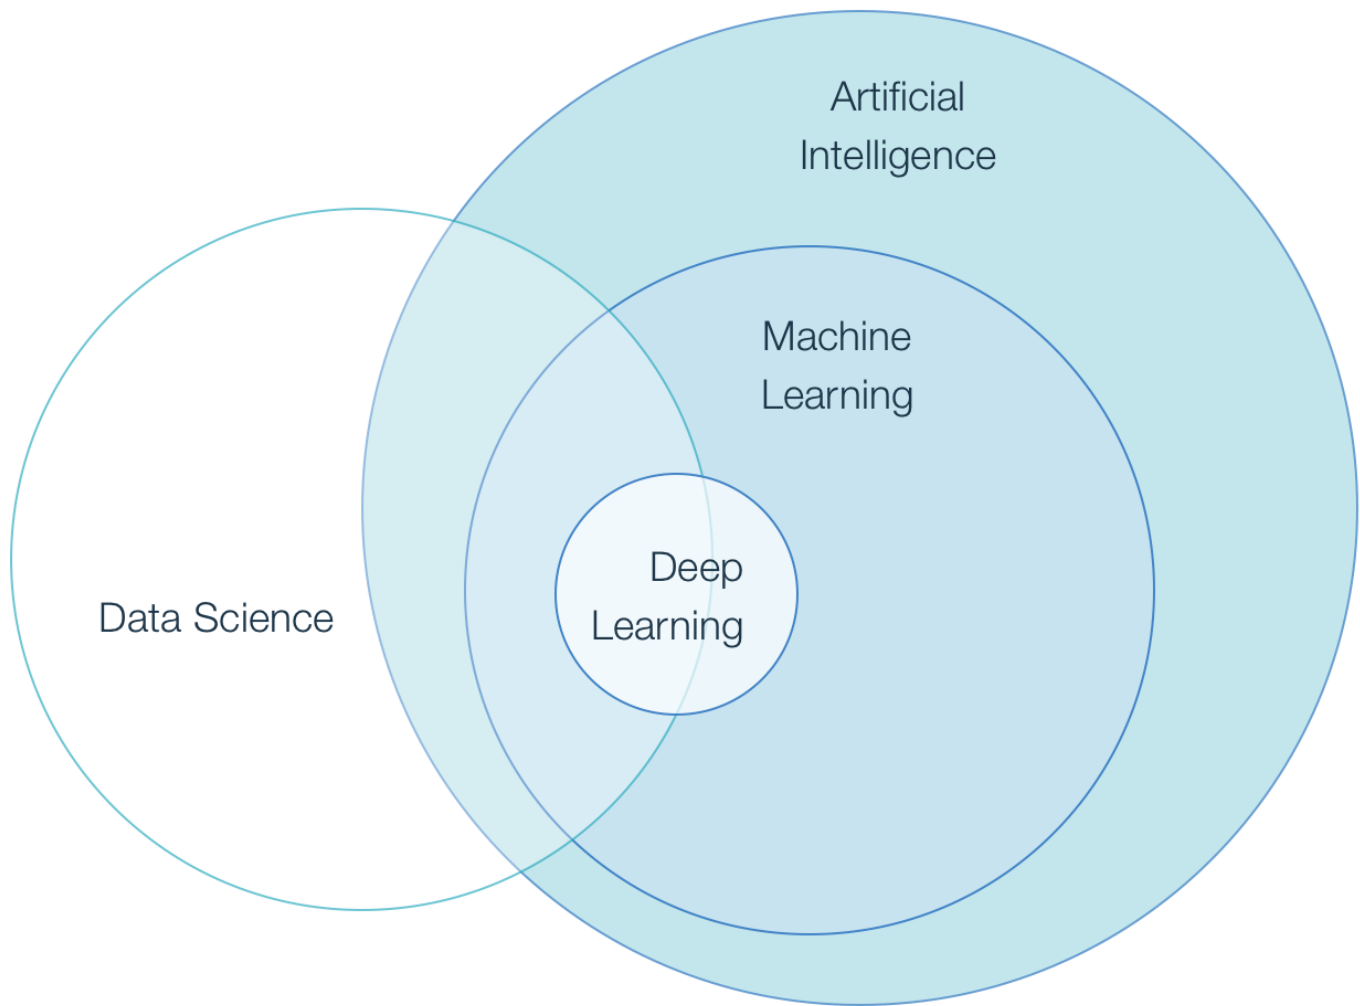 Artificial
Intelligence
Machine
Learning
Deep
Learning
Data Science